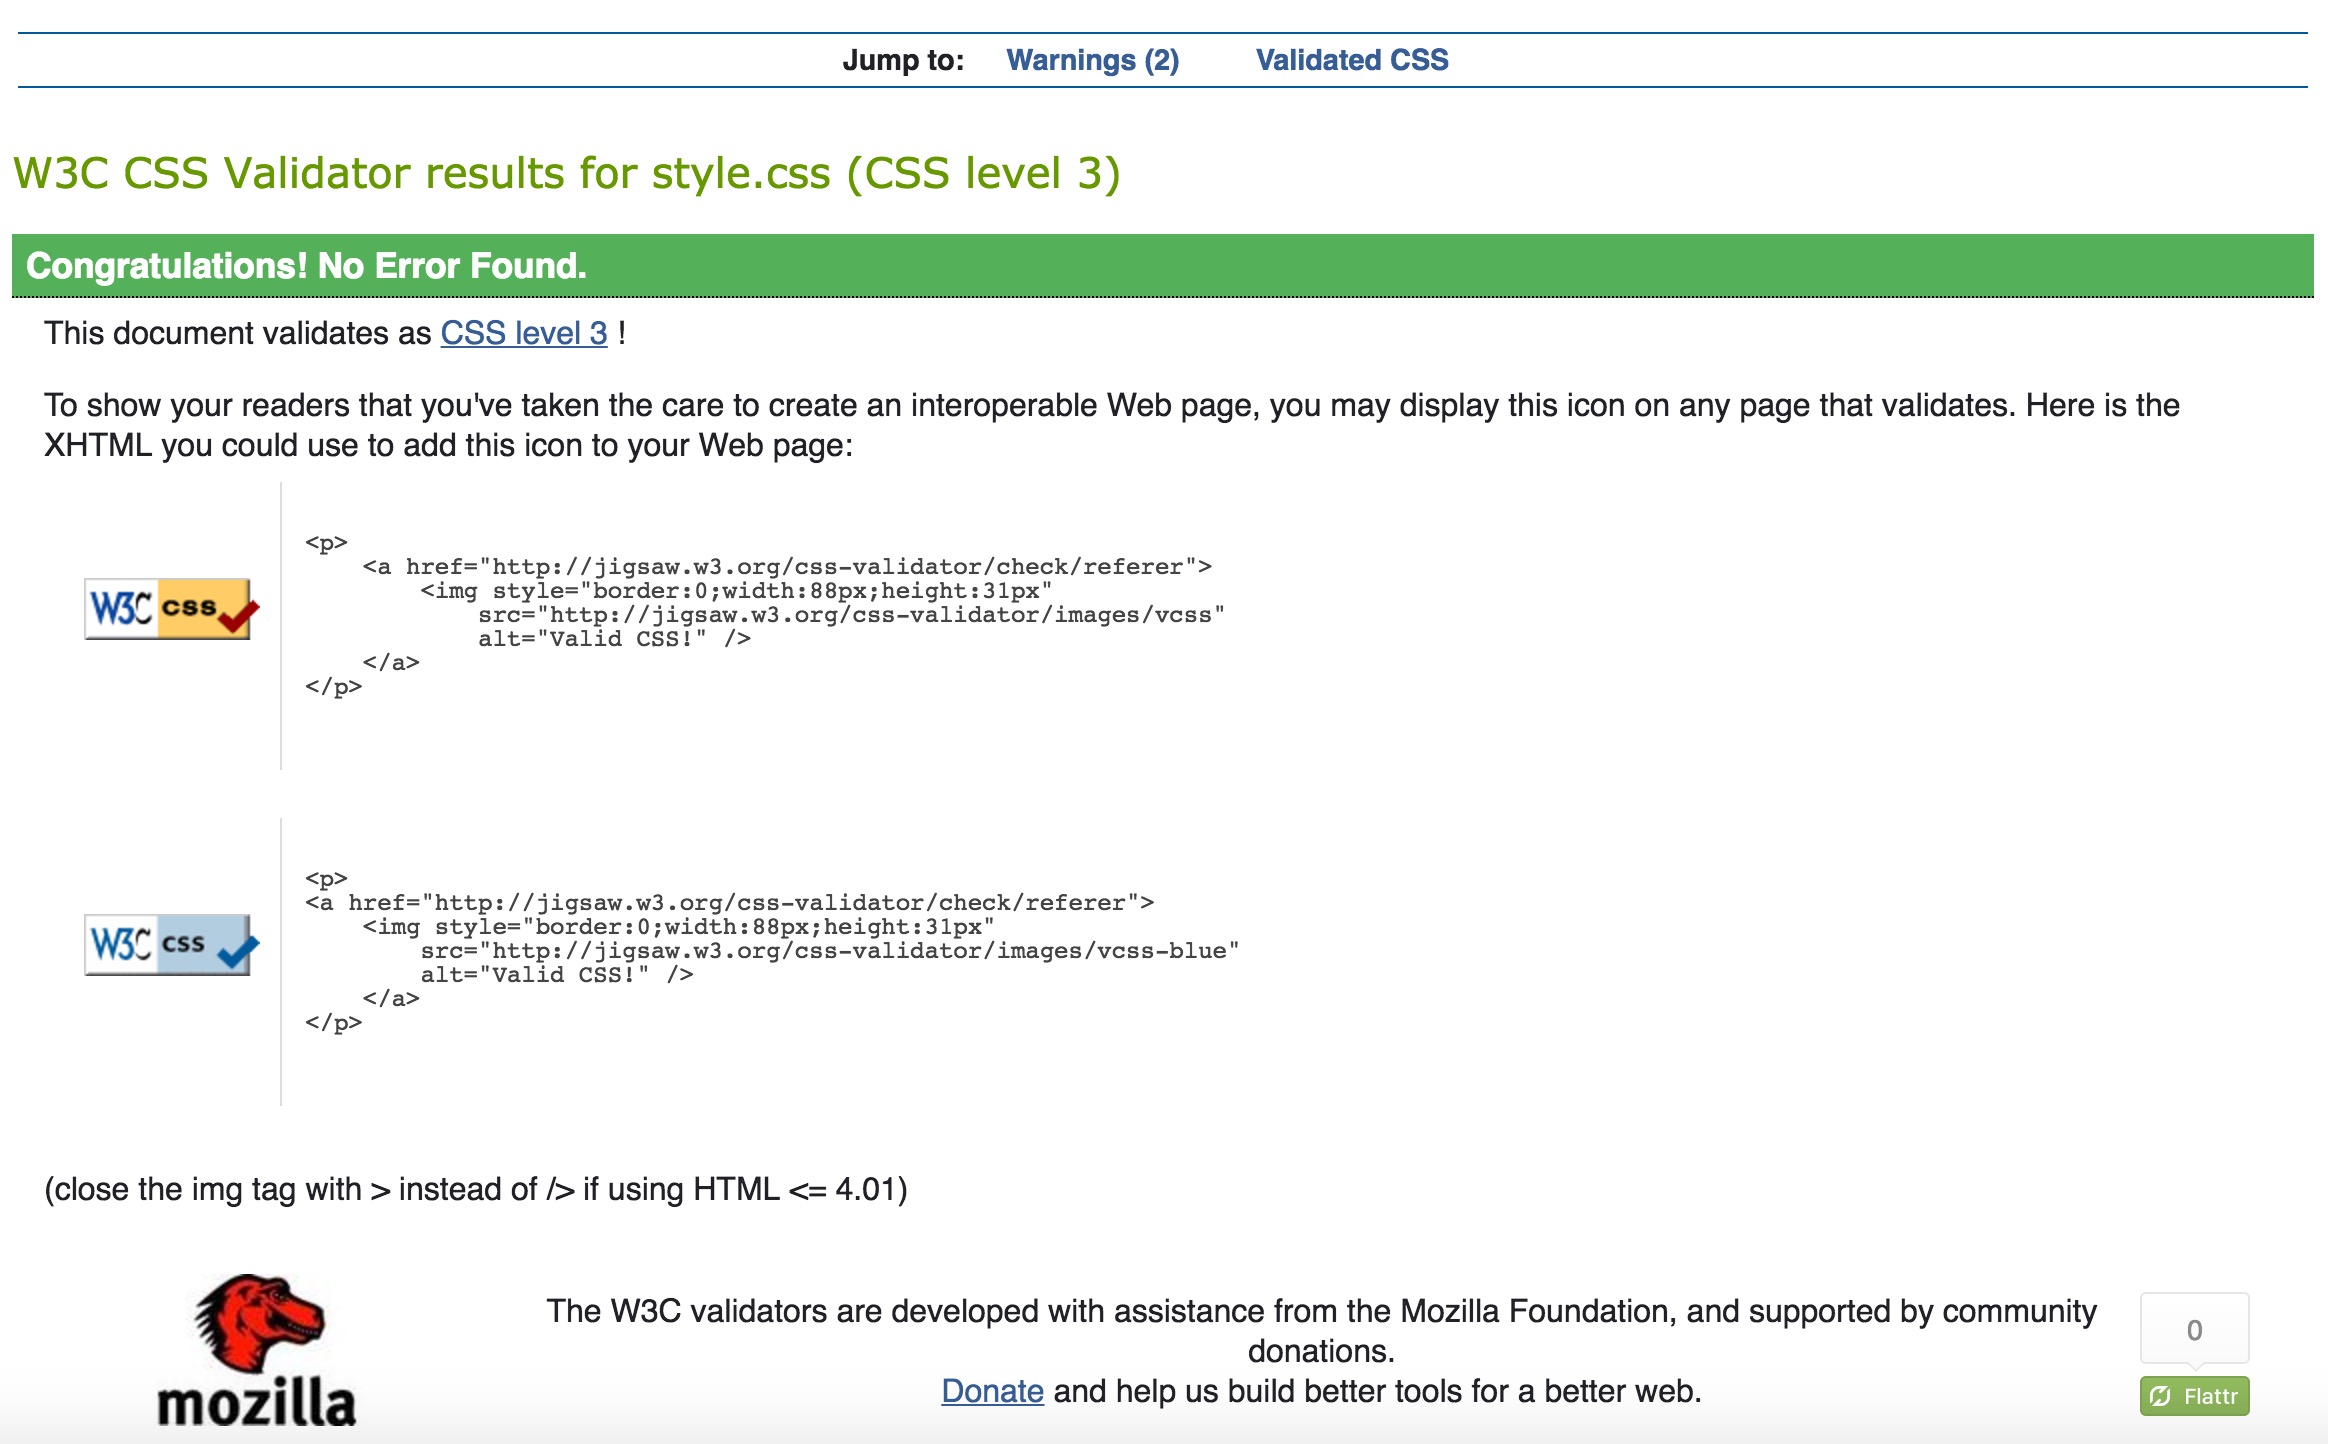 Jump to: Warnings (2) Validated CSS
W3C CSS Validator results for style.css (CSS level 3)
Congratulations! No Error Found.
This document validates as CSS level 3 !
To show your readers that you've taken the care to create an interoperable Web page, you may display this icon on any page that validates. Here is the
XHTML you could use to add this icon to your Web page:
W3C css
<p>
    <a href="http://jigsaw.w3.org/css-validator/check/referer">
        <img style="border:0;width:88px;height:31px"
            src="http://jigsaw.w3.org/css-validator/images/vcss"
            alt="Valid CSS!" />
    </a>
</p>
W3C css
<p>
<a href="http://jigsaw.w3.org/css-validator/check/referer">
    <img style="border:0;width:88px;height:31px"
        src="http://jigsaw.w3.org/css-validator/images/vcss-blue"
        alt="Valid CSS!" />
    </a>
</p>
(close the img tag with > instead of /> if using HTML <= 4.01)
mozilla
The W3C validators are developed with assistance from the Mozilla Foundation, and supported by community
donations.
Donate and help us build better tools for a better web.
0
Flattr